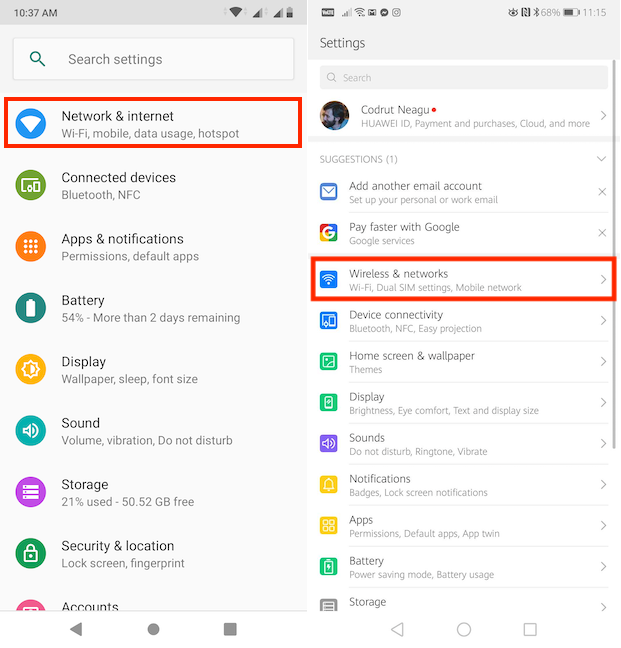 10:37 AM
Search settings
Network & internet
Wi-Fi, mobile, data usage, hotspot
Connected devices
Bluetooth, NFC
Apps & notifications
Permissions, default apps
Battery
54% - More than 2 days remaining
Display
Wallpaper, sleep, font size
Sound
Volume, vibration, Do not disturb
Storage
21% used - 50.52 GB free
Security & location
Lock screen, fingerprint
Accounts
68% 11:15
Settings
Search
Codrut Neagu
HUAWEI ID, Payment and purchases, Cloud, and more
SUGGESTIONS (1)
Add another email account
Set up your personal or work email
Pay faster with Google
Google services
Wireless & networks
Wi-Fi, Dual SIM settings, Mobile network
Device connectivity
Bluetooth, NFC, Easy projection
Home screen & wallpaper
Themes
Display
Brightness, Eye comfort, Text and display size
Sounds
Do not disturb, Ringtone, Vibrate
Notifications
Badges, Lock screen notifications
Apps
Permissions, Default apps, App twin
Battery
Power saving mode, Battery usage
Storage